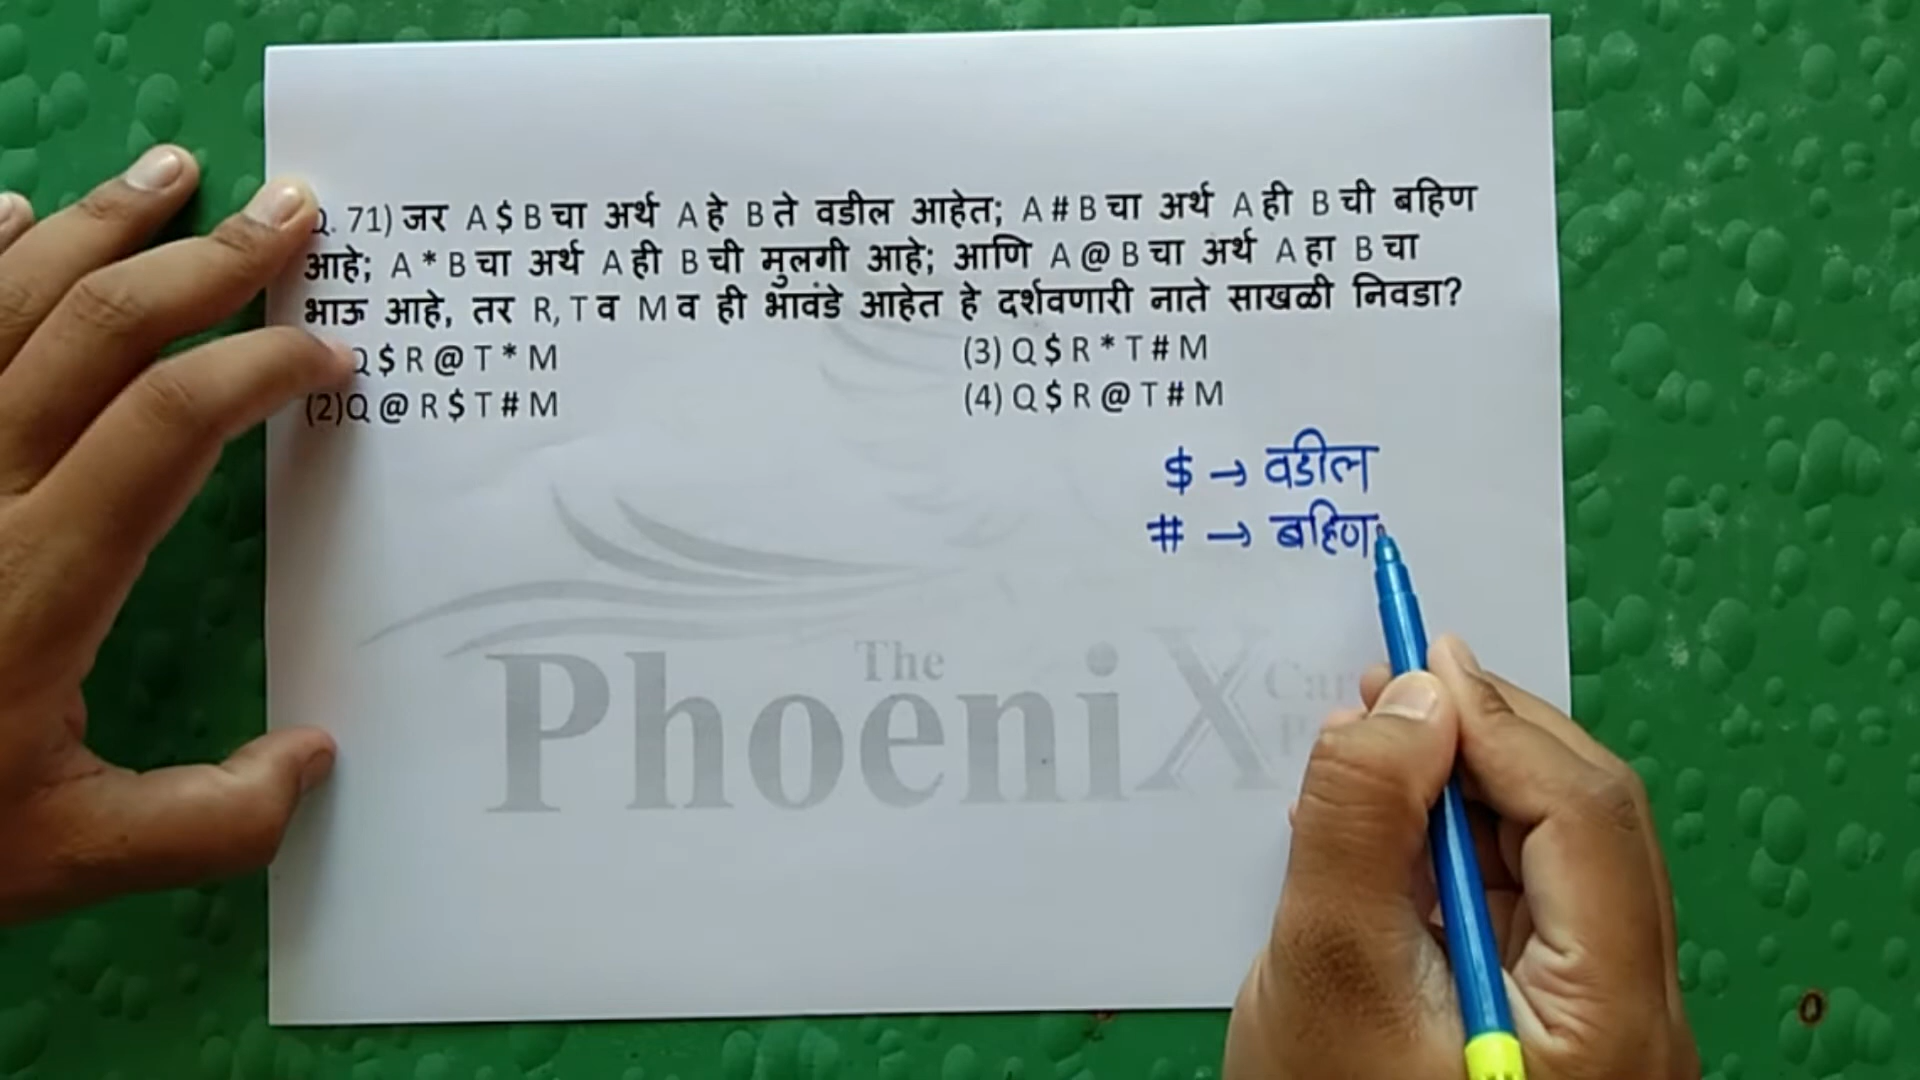 . 71) जर A $ B चा अर्थ A हे B ते वडील आहेत; A # B चा अर्थ A ही B ची बहिण
आहे; A * B चा अर्थ A ही B ची मुलगी आहे; आणि A @ B चा अर्थ A हा B चा
भाऊ आहे, तर R, T व M व ही भावंडे आहेत हे दर्शवणारी नाते साखळी निवडा?
Q $ R @ T * M
(3) Q $ R * T # M
(2)Q @ R $ T # M
(4) Q $ R @ T # M
$ → वडील
# → बहिण
The
PhoeniX